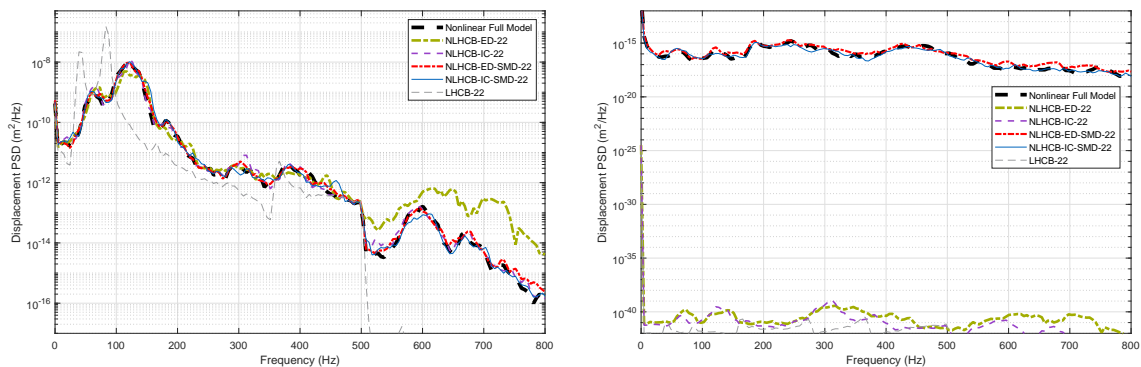 Displacement PSD (m²/Hz)
10⁻⁸
10⁻¹⁰
10⁻¹²
10⁻¹⁴
10⁻¹⁶
Nonlinear Full Model
NLHCB-ED-22
NLHCB-IC-22
NLHCB-ED-SMD-22
NLHCB-IC-SMD-22
LHCB-22
0 100 200 300 400 500 600 700 800
Frequency (Hz)
Displacement PSD (m²/Hz)
10⁻¹⁵
10⁻²⁰
10⁻²⁵
10⁻³⁰
10⁻³⁵
10⁻⁴⁰
Nonlinear Full Model
NLHCB-ED-22
NLHCB-IC-22
NLHCB-ED-SMD-22
NLHCB-IC-SMD-22
LHCB-22
0 100 200 300 400 500 600 700 800
Frequency (Hz)